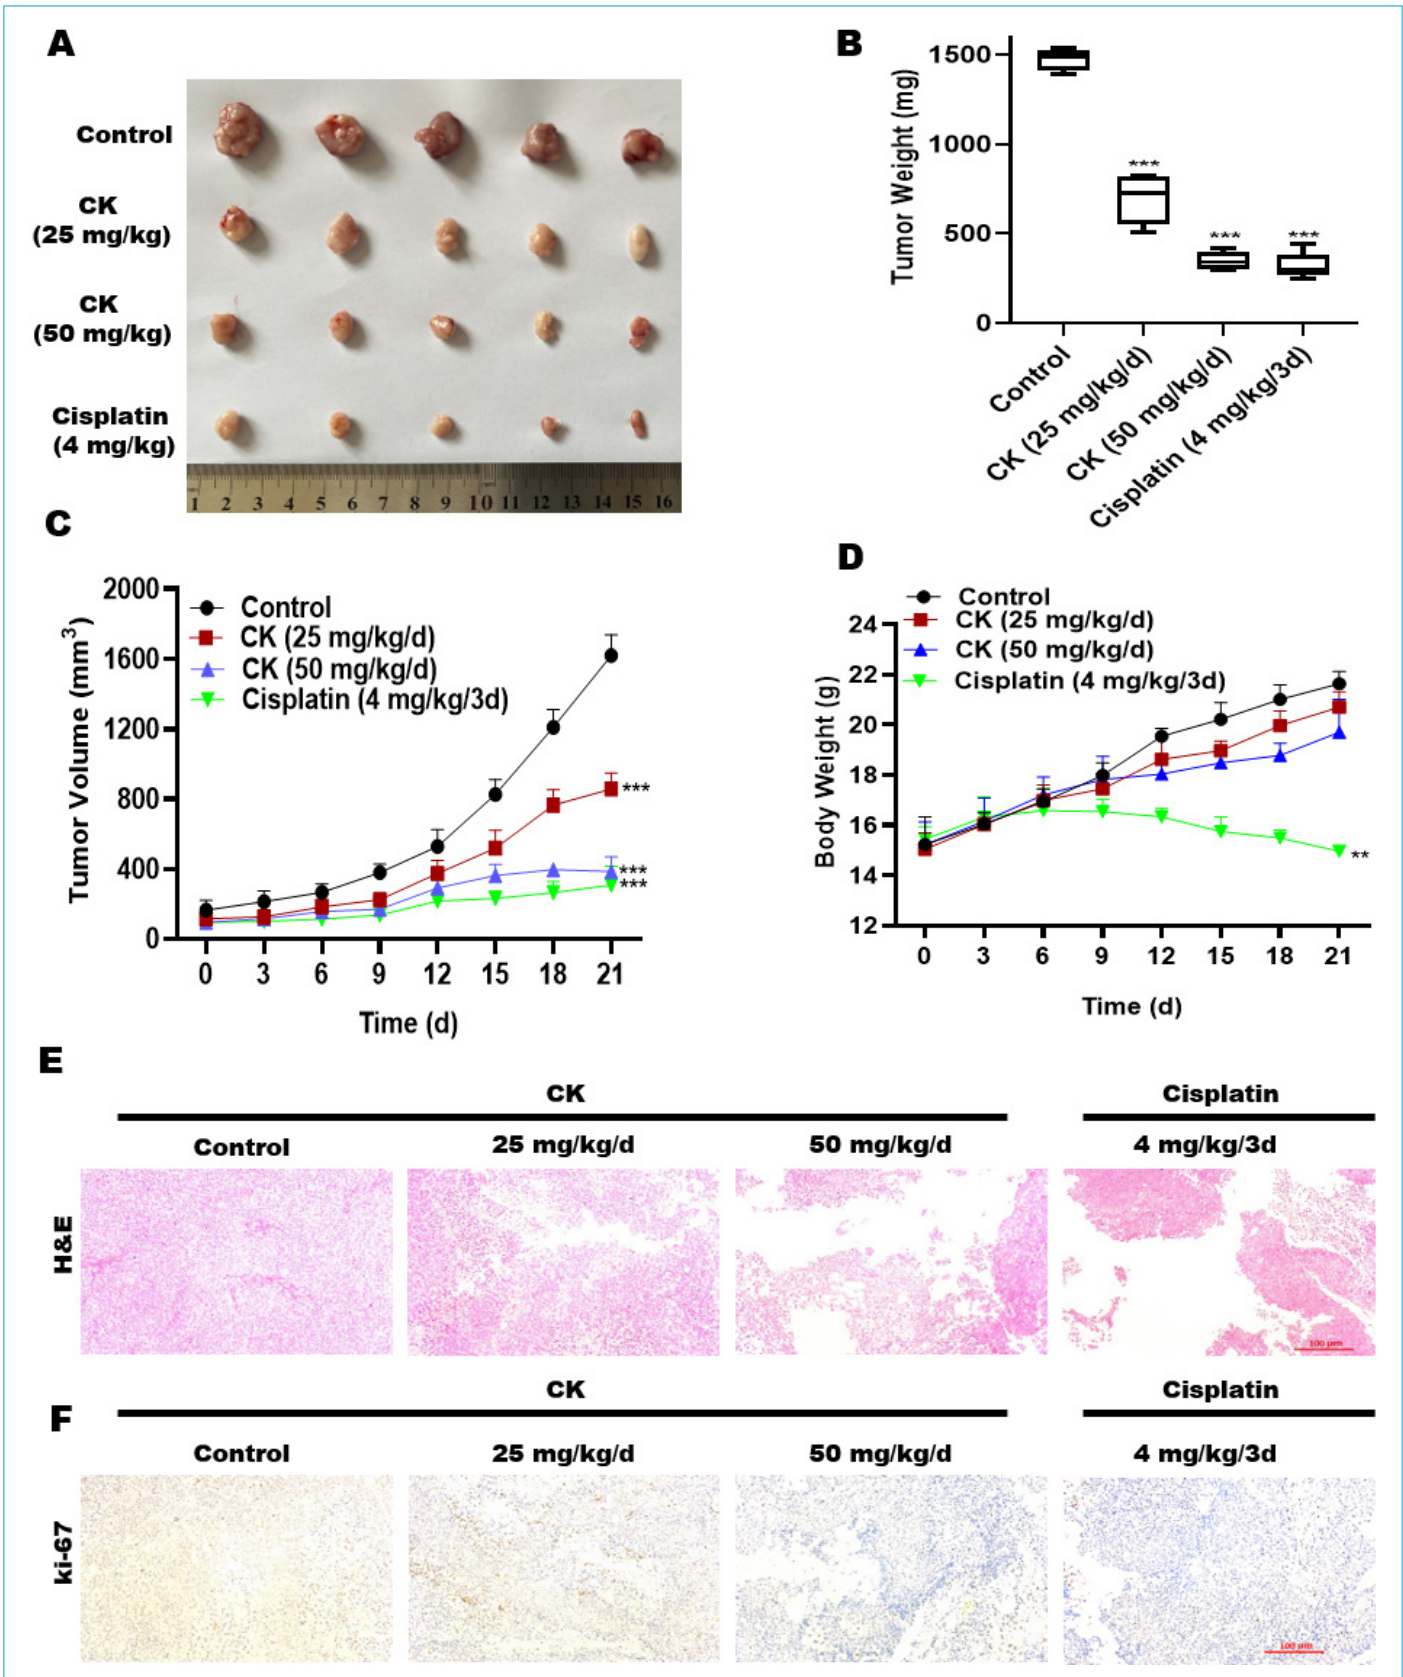 A
Control
CK
(25 mg/kg)
CK
(50 mg/kg)
Cisplatin
(4 mg/kg)
1 2 3 4 5 6 7 8 9 10 11 12 13 14 15 16
B
Tumor Weight (mg)
1500
1000
500
0
***
***
***
Control
CK (25 mg/kg/d)
CK (50 mg/kg/d)
Cisplatin (4 mg/kg/3d)
C
Tumor Volume (mm3)
2000
1600
1200
800
400
0
Control
CK (25 mg/kg/d)
CK (50 mg/kg/d)
Cisplatin (4 mg/kg/3d)
***
***
***
0 3 6 9 12 15 18 21
Time (d)
D
Body Weight (g)
24
22
20
18
16
14
12
Control
CK (25 mg/kg/d)
CK (50 mg/kg/d)
Cisplatin (4 mg/kg/3d)
**
0 3 6 9 12 15 18 21
Time (d)
E
CK
Cisplatin
Control
25 mg/kg/d
50 mg/kg/d
4 mg/kg/3d
H&E
100 μm
F
CK
Cisplatin
Control
25 mg/kg/d
50 mg/kg/d
4 mg/kg/3d
ki-67
100 μm